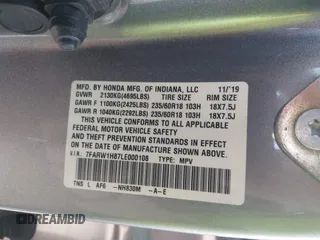 MFD. BY HONDA MFG. OF INDIANA, LLC 11/'19
GVWR 2130KG(4695LBS) TIRE SIZE RIM SIZE
GAWR F 1100KG(2425LBS) 235/60R18 103H 18X7.5J
GAWR R 1040KG(2292LBS) 235/60R18 103H 18X7.5J
THIS VEHICLE CONFORMS TO ALL APPLICABLE
FEDERAL MOTOR VEHICLE SAFETY AND THEFT
PREVENTION STANDARDS IN EFFECT ON THE DATE
OF MANUFACTURE SHOWN ABOVE.
V.I.N. 7FARW1H87LE000108 TYPE: MPV
TNS L AF6 -NH830M -A-E
AUTOHELPERBOT.COM